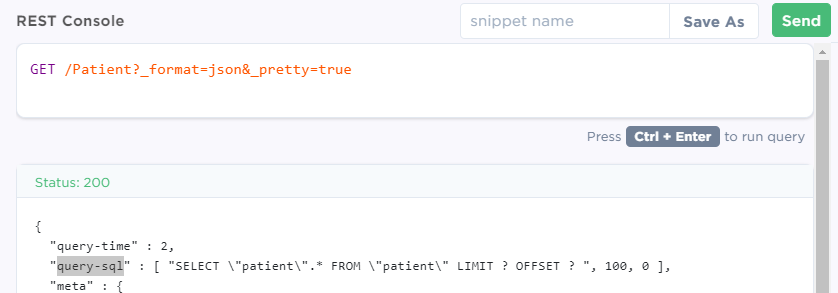 REST Console
snippet name
Save As
Send
GET /Patient?_format=json&_pretty=true
Press Ctrl + Enter to run query
Status: 200
{
"query-time" : 2,
"query-sql" : [ "SELECT \"patient\".* FROM \"patient\" LIMIT ? OFFSET ? ", 100, 0 ],
"meta" : {